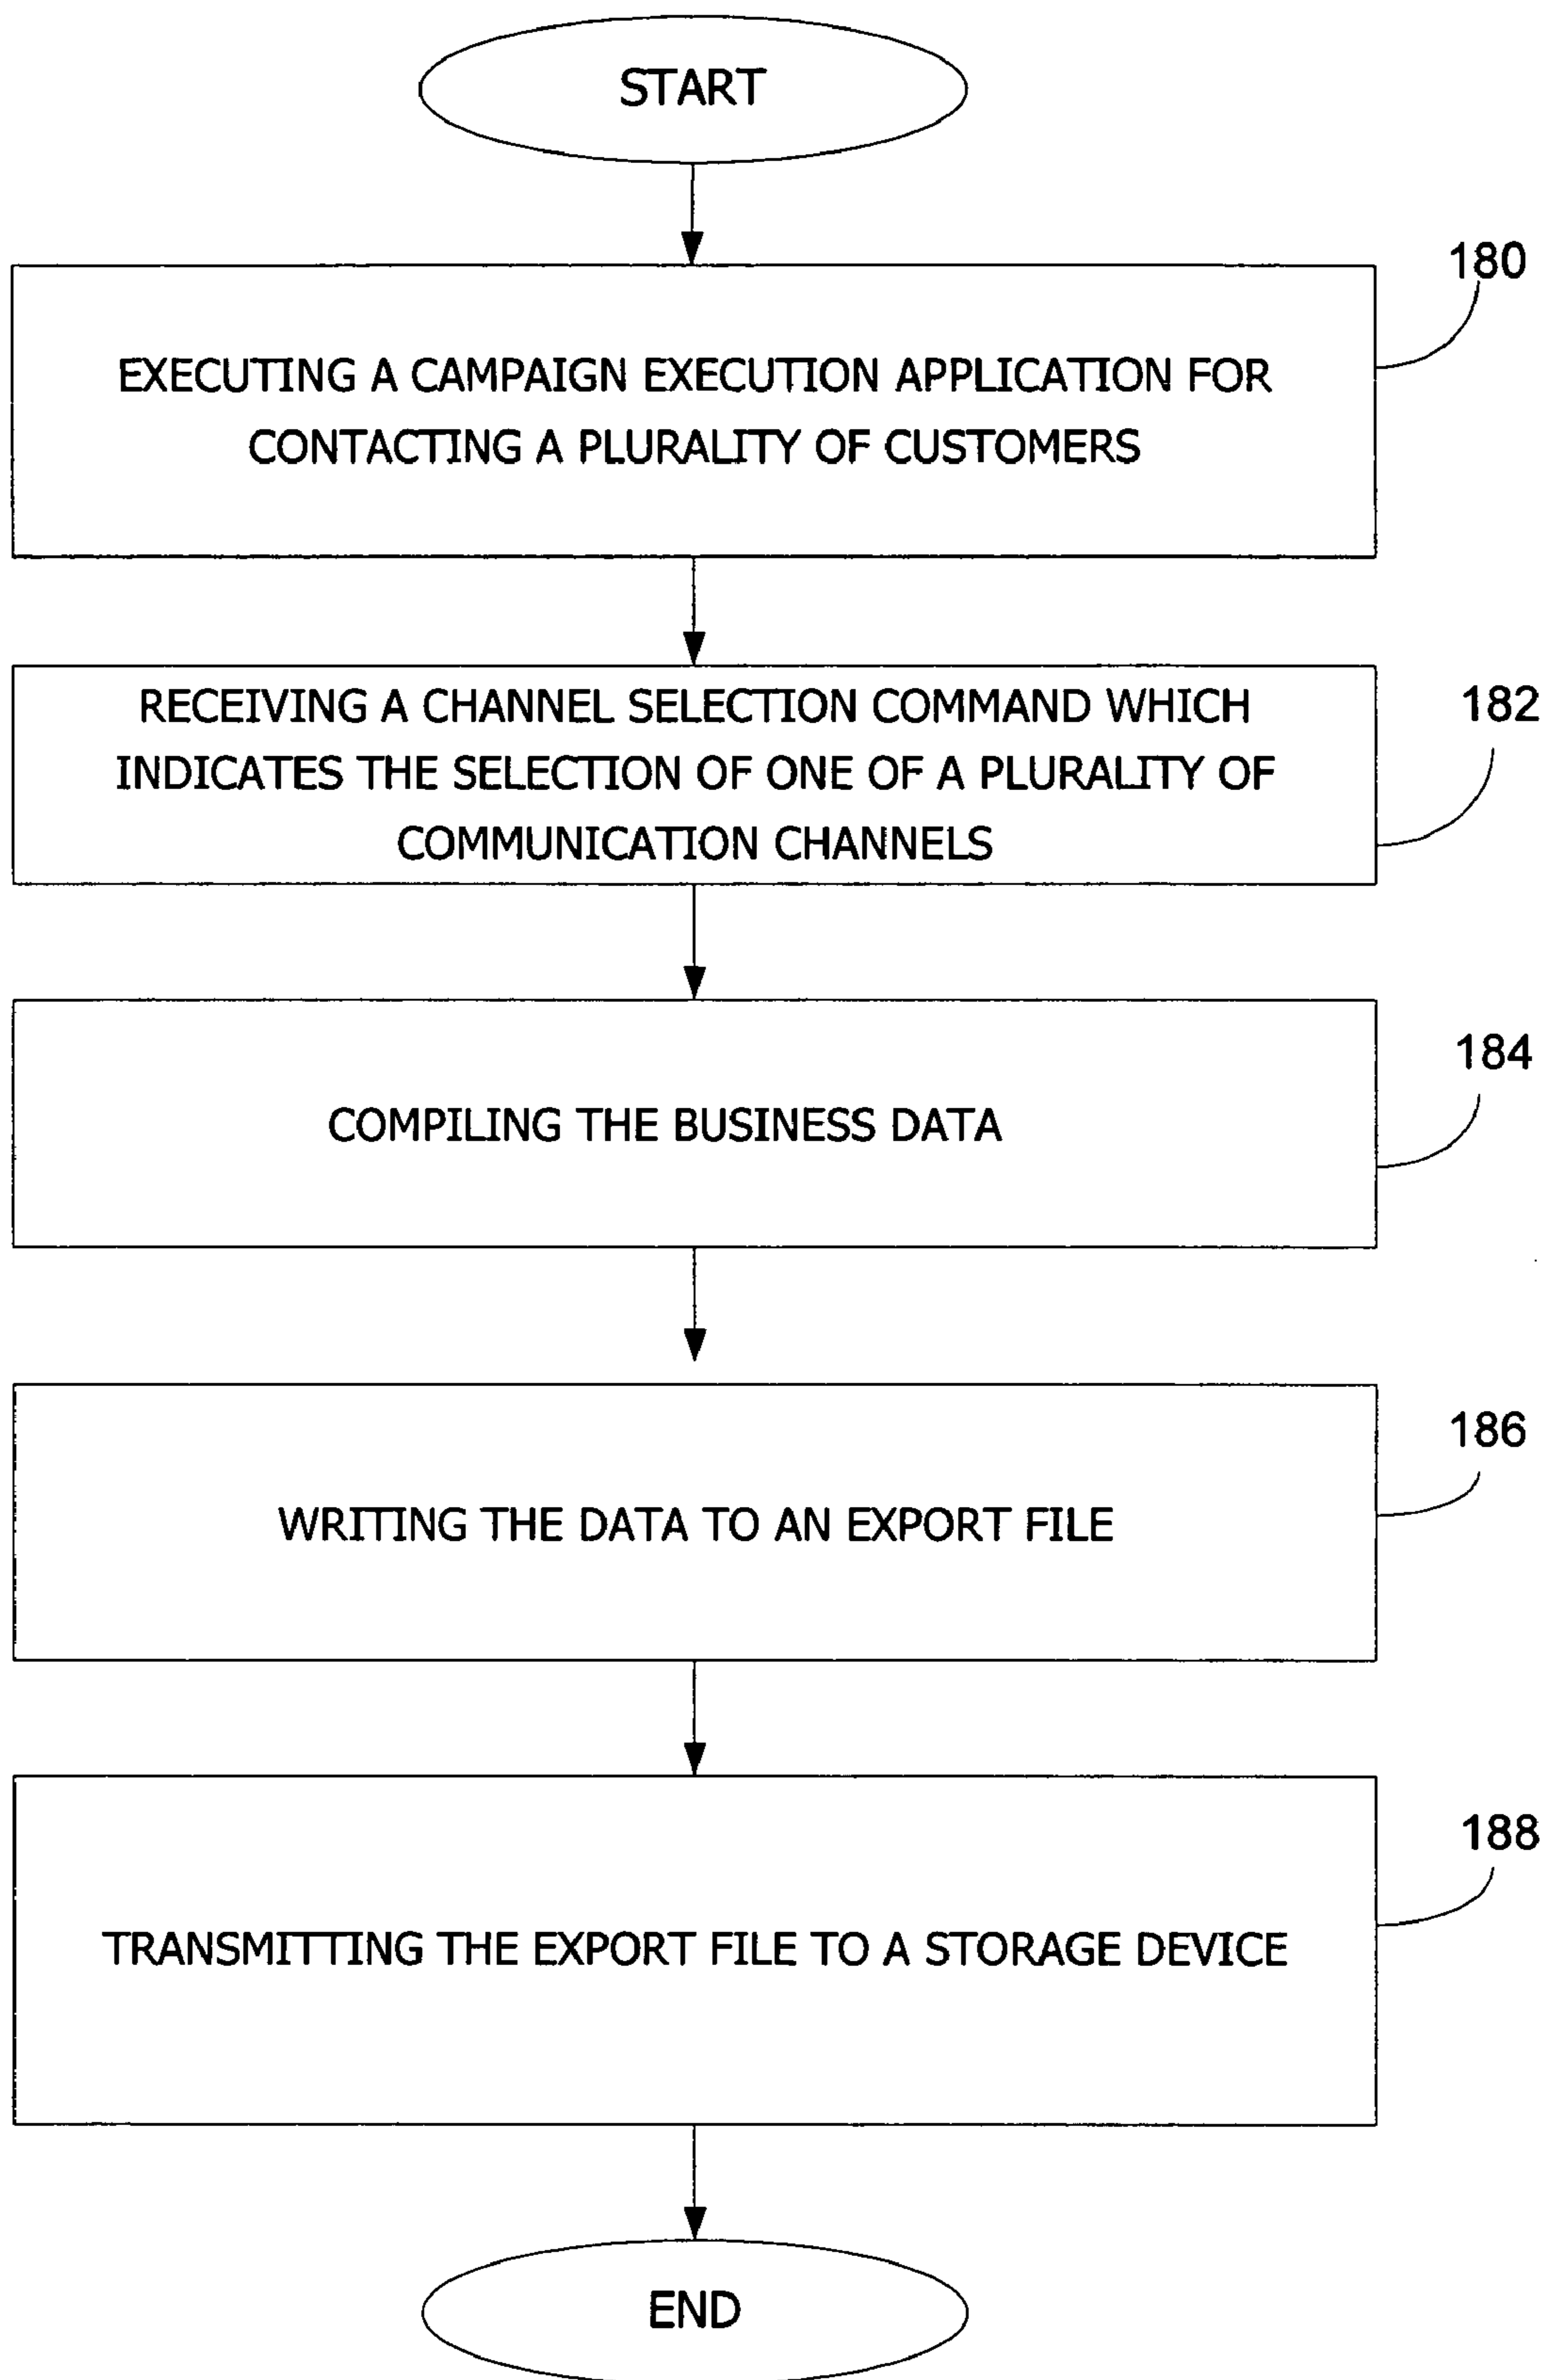 START
180
EXECUTING A CAMPAIGN EXECUTION APPLICATION FOR
CONTACTING A PLURALITY OF CUSTOMERS
RECEIVING A CHANNEL SELECTION COMMAND WHICH
182
INDICATES THE SELECTION OF ONE OF A PLURALITY OF
COMMUNICATION CHANNELS
184
COMPILING THE BUSINESS DATA
186
WRITING THE DATA TO AN EXPORT FILE
188
TRANSMITTING THE EXPORT FILE TO A STORAGE DEVICE
END